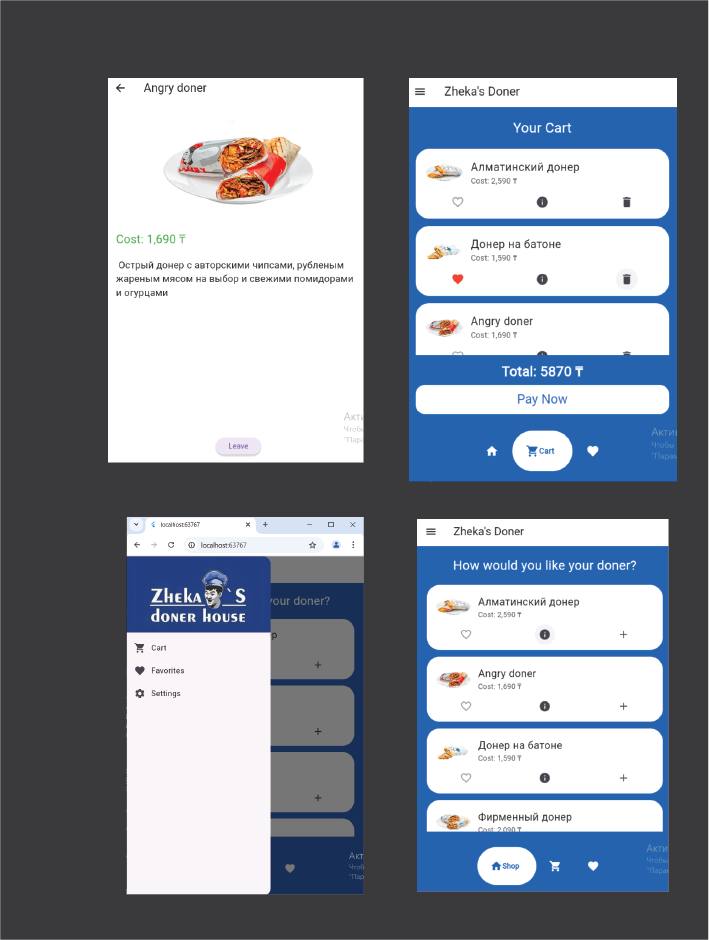 Angry doner
Cost: 1,690 ₸
Острый донер с авторскими чипсами, рубленым
жареным мясом на выбор и свежими помидорами
и огурцами
Акти
Чтобы
"Пара
Leave
Zheka's Doner
Your Cart
Алматинский донер
Cost: 2,590 ₸
Донер на батоне
Cost: 1,590 ₸
Angry doner
Cost: 1,690 ₸
Total: 5870 ₸
Pay Now
Cart
Акти
Чтобы
"Парам
localhost:63767
localhost:63767
Zheka`S
DONER HOUSE
your doner?
р
Cart
Favorites
Settings
Акти
Чтобы
"Пара
Zheka's Doner
How would you like your doner?
Алматинский донер
Cost: 2,590 ₸
Angry doner
Cost: 1,690 ₸
Донер на батоне
Cost: 1,590 ₸
Фирменный донер
Cost: 2,090 ₸
Shop
Акти
Чтобы
"Пара